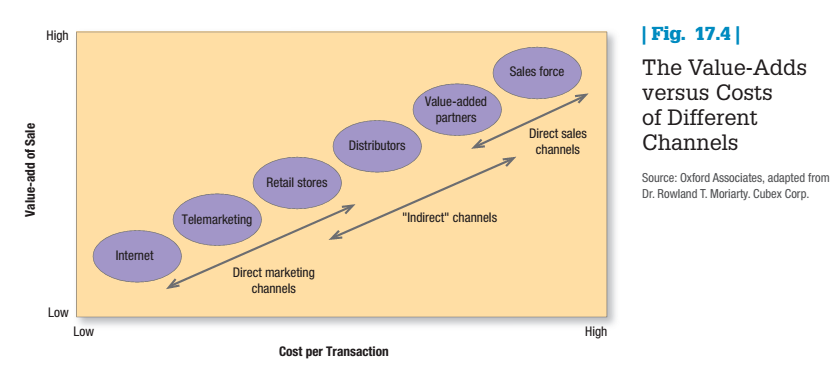 High
Sales force
Value-added
partners
Direct sales
channels
Distributors
Retail stores
"Indirect" channels
Telemarketing
Internet
Direct marketing
channels
Value-add of Sale
Low
Low
High
Cost per Transaction
| Fig. 17.4 |
The Value-Adds
versus Costs
of Different
Channels
Source: Oxford Associates, adapted from
Dr. Rowland T. Moriarty. Cubex Corp.